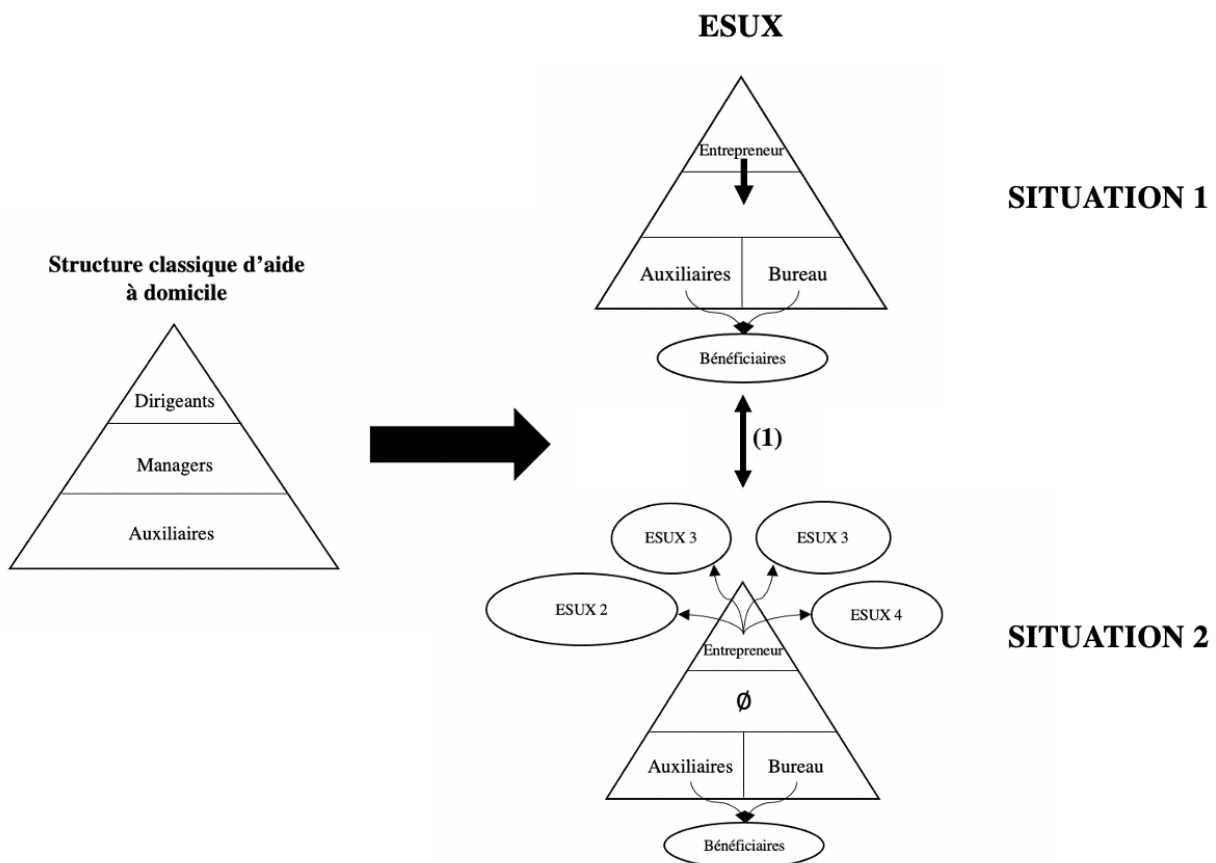 ESUX
Entrepreneur
SITUATION 1
Auxiliaires
Bureau
Bénéficiaires
Structure classique d’aide
à domicile
Dirigeants
Managers
Auxiliaires
(1)
ESUX 3
ESUX 3
ESUX 2
ESUX 4
SITUATION 2
Entrepreneur
Ø
Auxiliaires
Bureau
Bénéficiaires